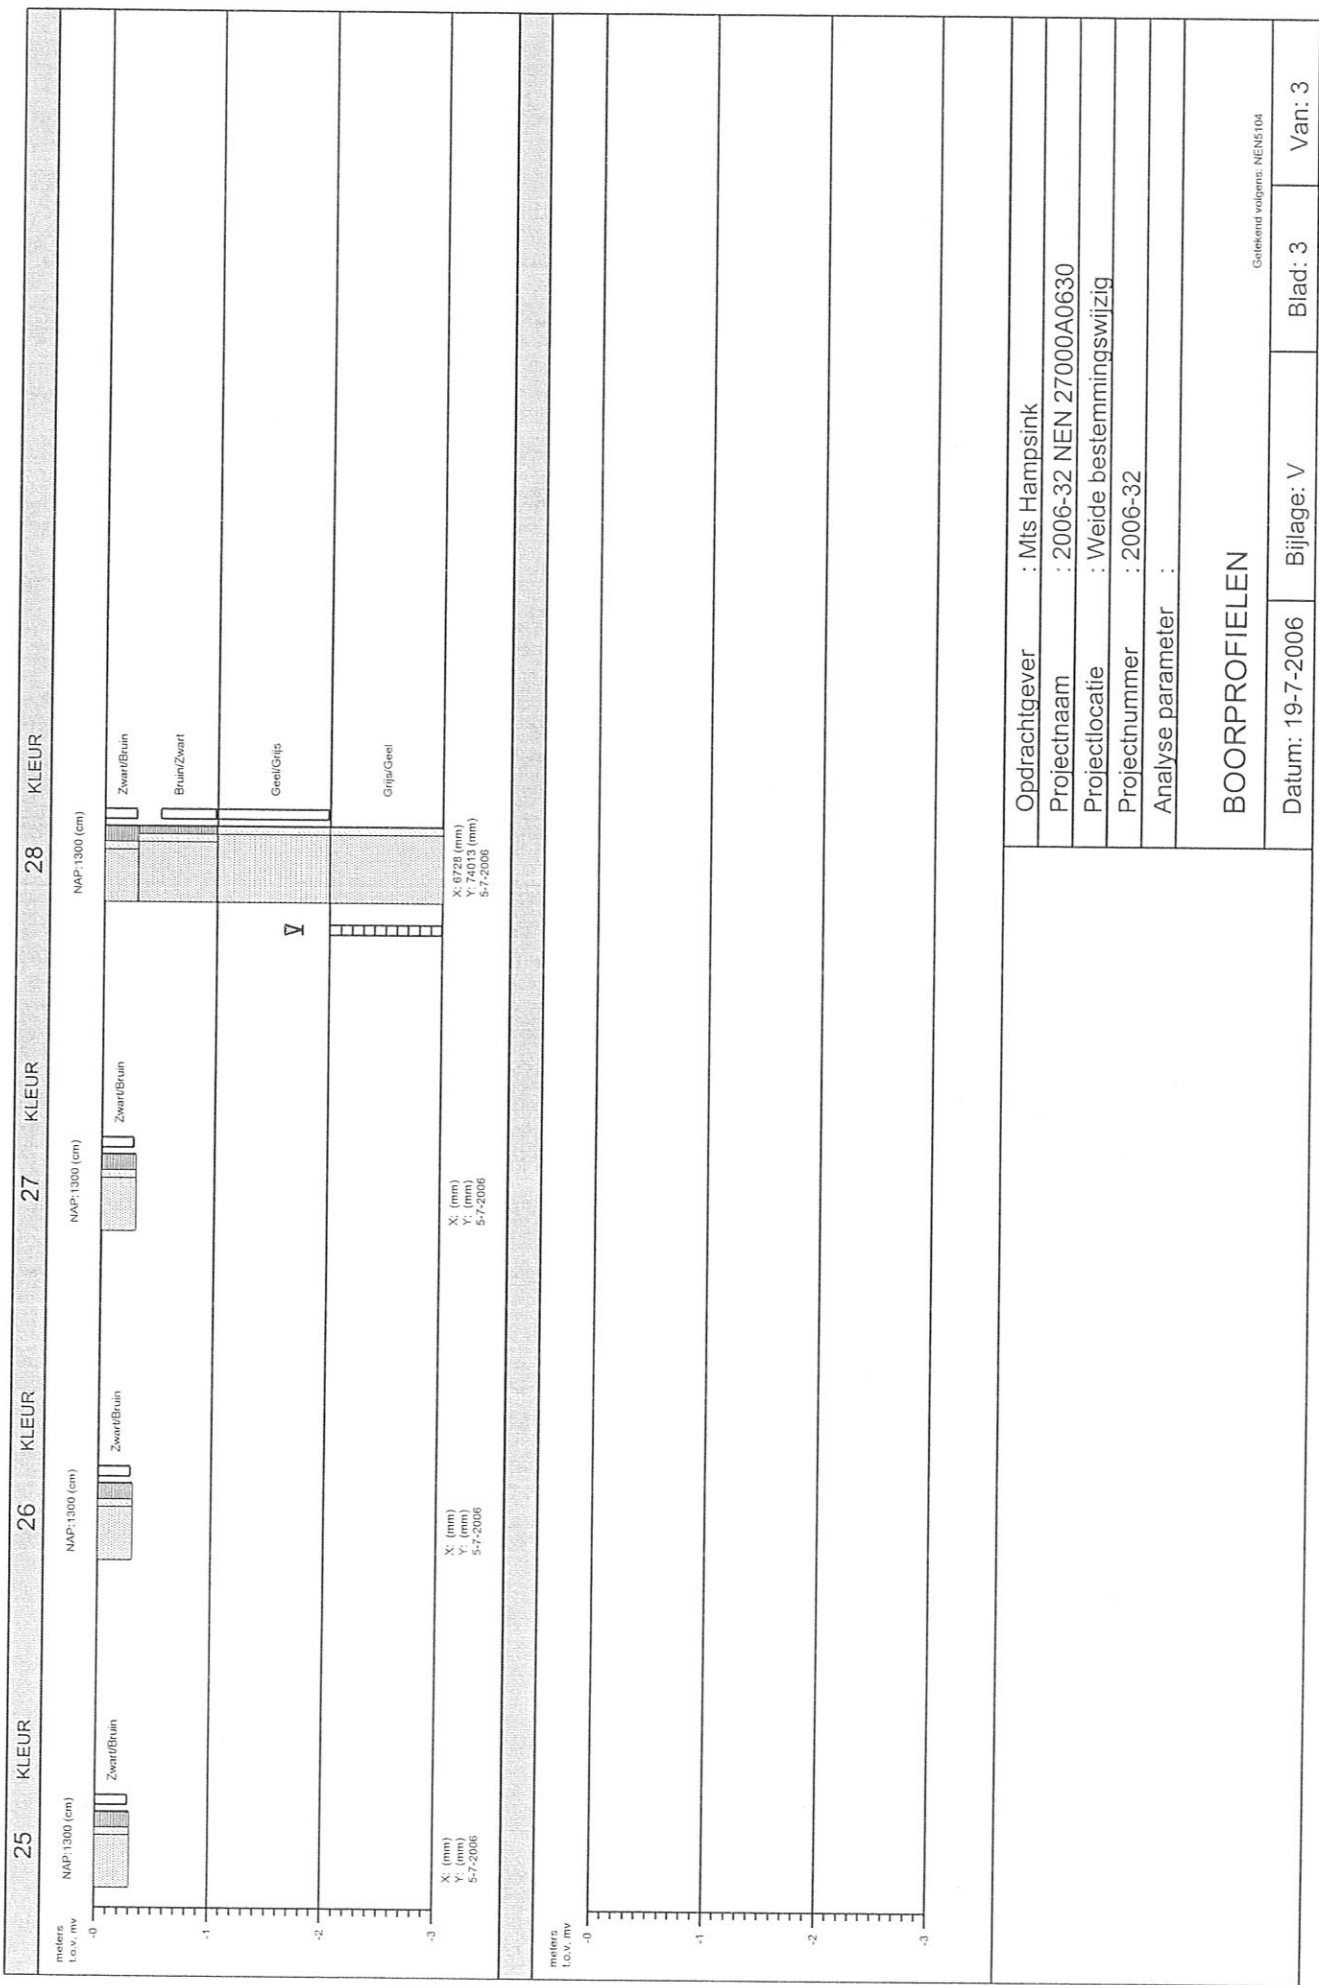 25 KLEUR 26 KLEUR 27 KLEUR 28 KLEUR
meters
t.o.v. mv
NAP:1300 (cm) NAP:1300 (cm) NAP:1300 (cm) NAP:1300 (cm)
-0
Zwart/Bruin Zwart/Bruin Zwart/Bruin Zwart/Bruin
Bruin/Zwart
-1
Geel/Grijs
-2
Grijs/Geel
-3
X: (mm) X: (mm) X: (mm) X: 6728 (mm)
Y: (mm) Y: (mm) Y: (mm) Y: 74013 (mm)
5-7-2006 5-7-2006 5-7-2006 5-7-2006
meters
t.o.v. mv
-0
-1
-2
-3
Opdrachtgever : Mts Hampsink
Projectnaam : 2006-32 NEN 27000A0630
Projectlocatie : Weide bestemmingswijzig
Projectnummer : 2006-32
Analyse parameter :
BOORPROFIELEN
Getekend volgens: NEN5104
Datum: 19-7-2006 Bijlage: V Blad: 3 Van: 3